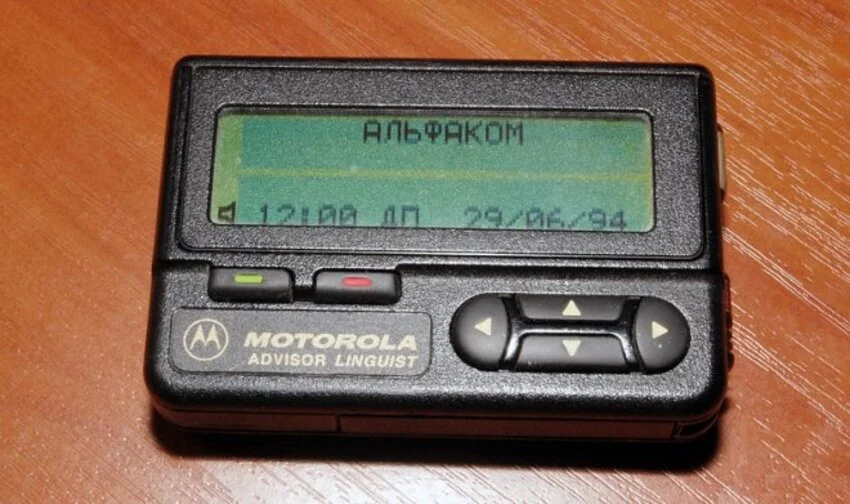 АЛЬФАКОМ
12:00 ДП 29/06/94
MOTOROLA
ADVISOR LINGUIST